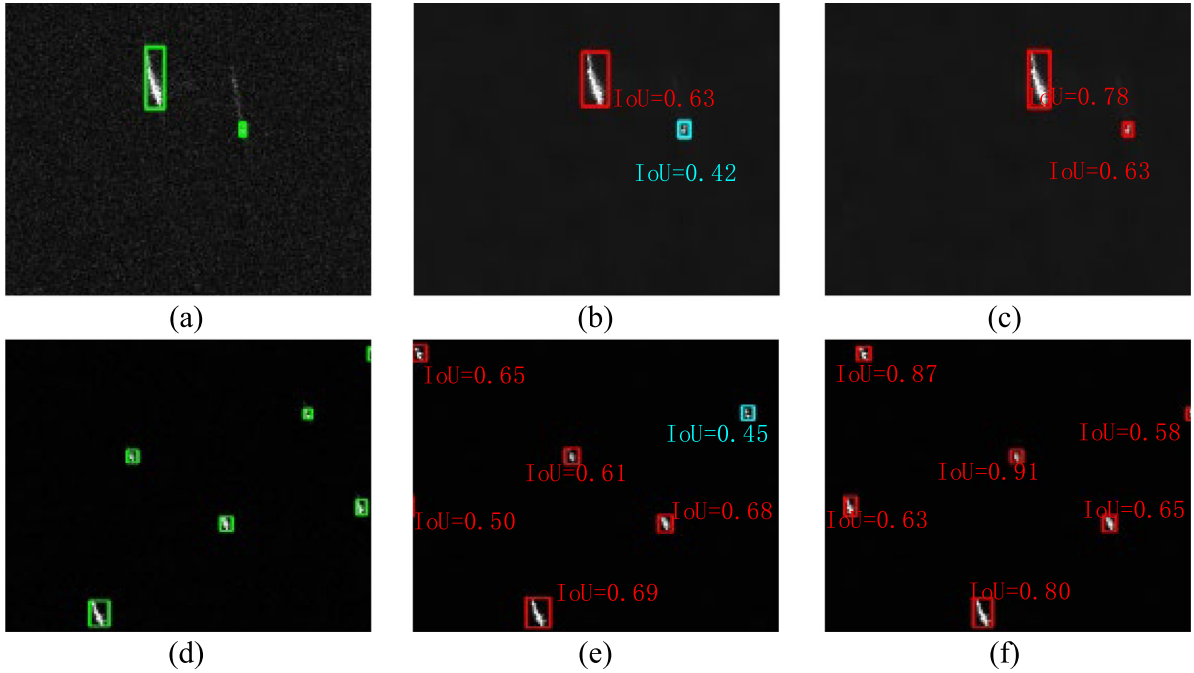 IoU=0.63
IoU=0.42
IoU=0.78
IoU=0.63
(a)
(b)
(c)
IoU=0.65
IoU=0.45
IoU=0.61
IoU=0.50
IoU=0.68
IoU=0.69
IoU=0.87
IoU=0.58
IoU=0.91
IoU=0.63
IoU=0.65
IoU=0.80
(d)
(e)
(f)